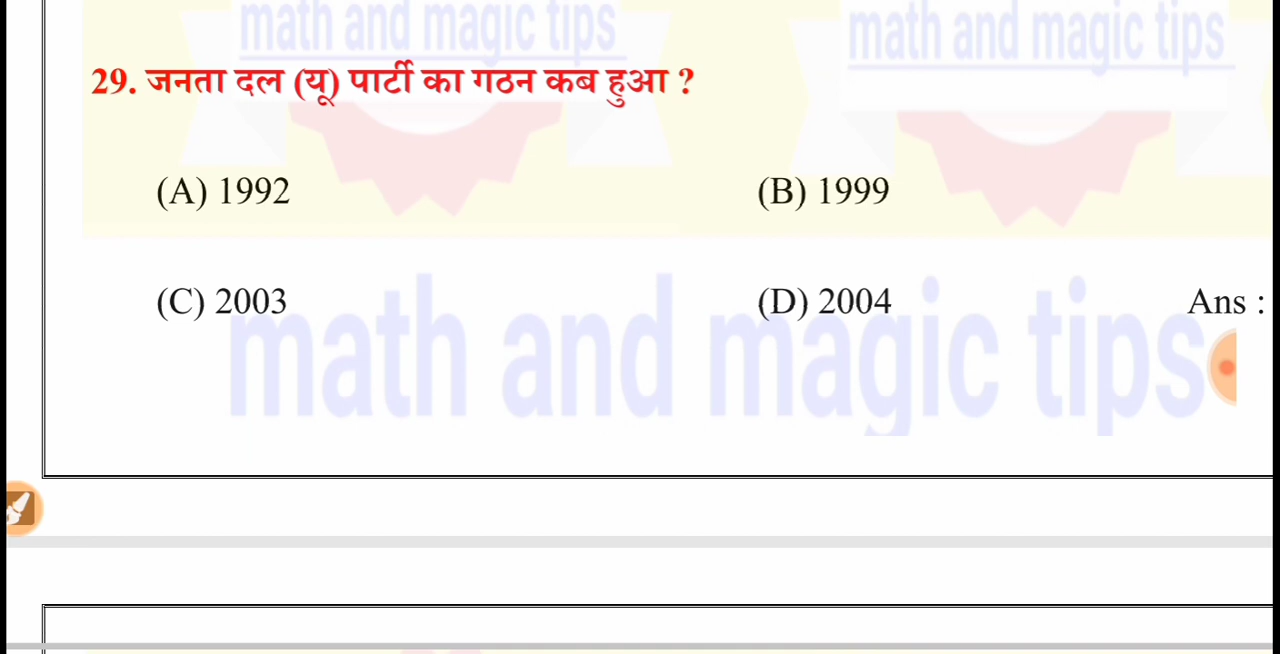 math and magic tips math and magic tips
29. जनता दल (यू) पार्टी का गठन कब हुआ ?
(A) 1992 (B) 1999
(C) 2003 (D) 2004 Ans :
math and magic tips